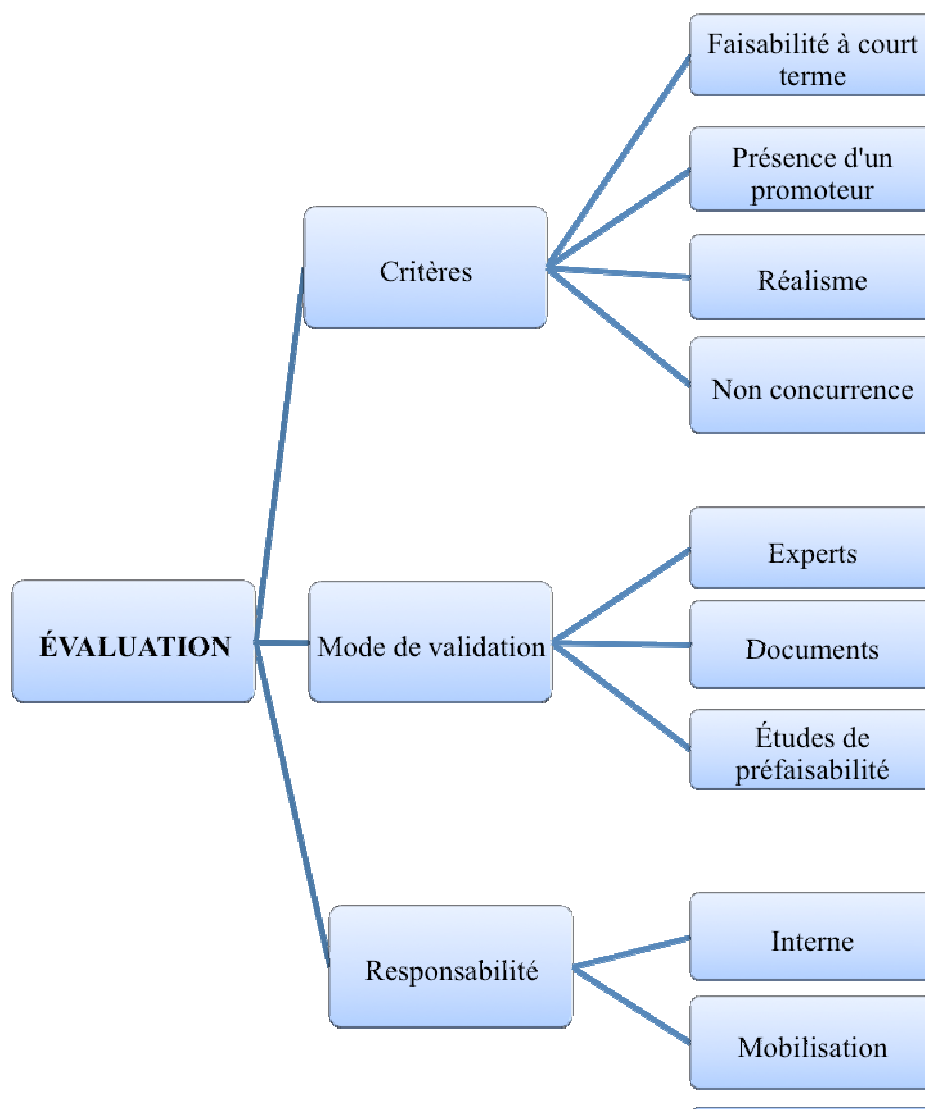 Faisabilité à court
terme
Présence d'un
promoteur
Critères
Réalisme
Non concurrence
Experts
ÉVALUATION
Mode de validation
Documents
Études de
préfaisabilité
Interne
Responsabilité
Mobilisation